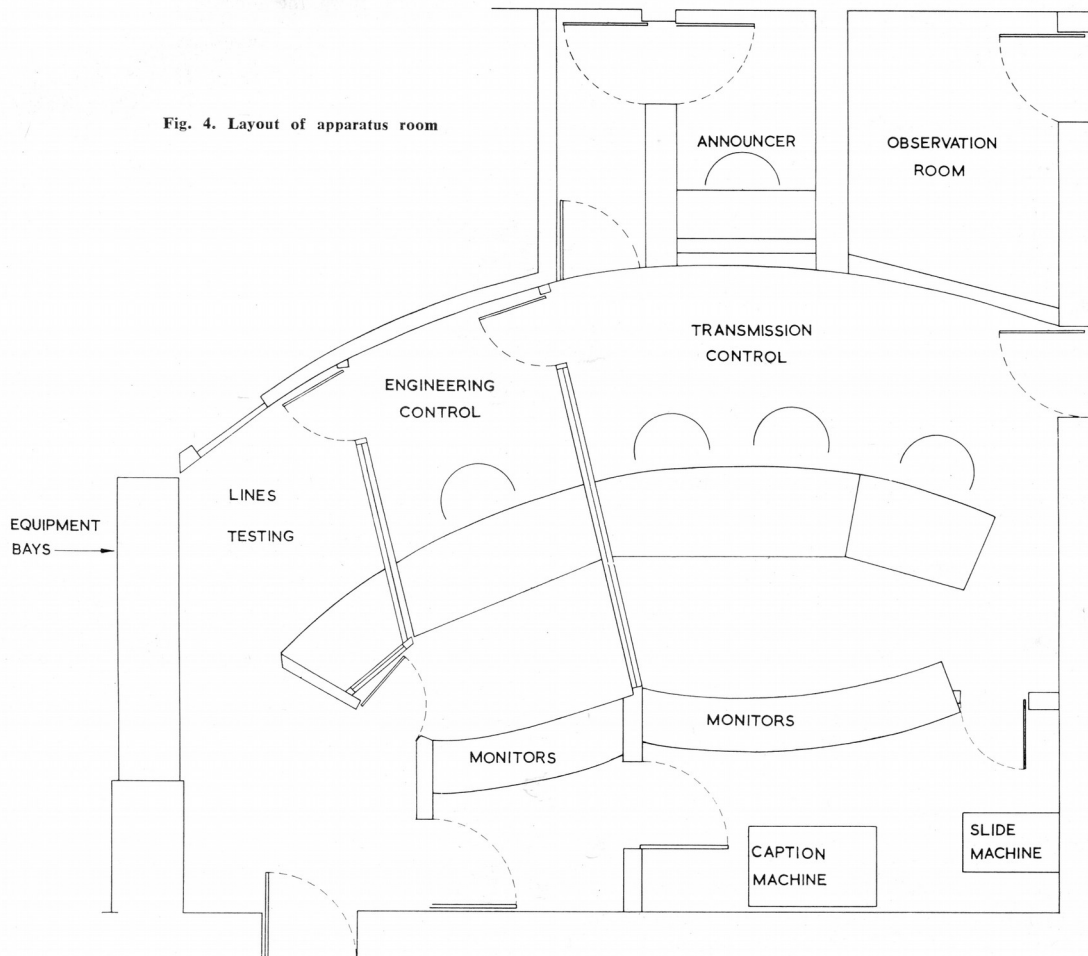 Fig. 4. Layout of apparatus room
ANNOUNCER
OBSERVATION
ROOM
TRANSMISSION
CONTROL
ENGINEERING
CONTROL
LINES
TESTING
EQUIPMENT
BAYS
MONITORS
MONITORS
CAPTION
MACHINE
SLIDE
MACHINE